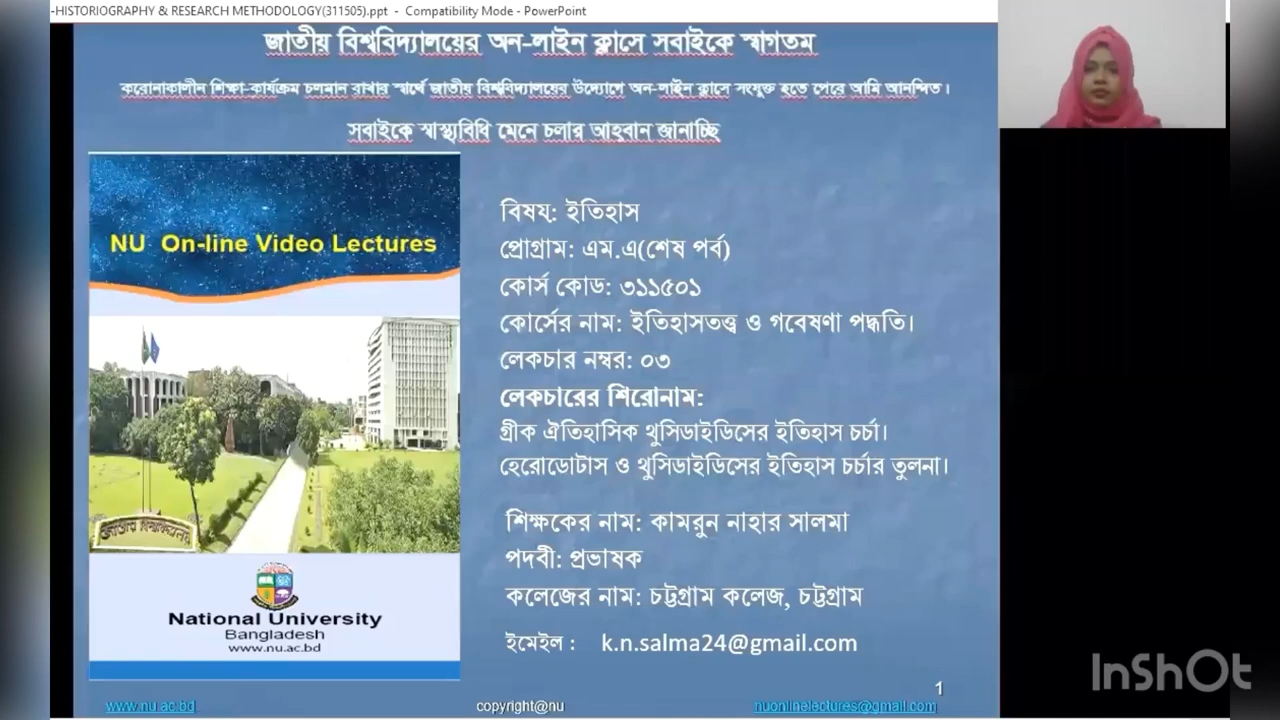 -HISTORIOGRAPHY & RESEARCH METHODOLOGY(311505).ppt - Compatibility Mode - PowerPoint
জাতীয় বিশ্ববিদ্যালয়ের অন-লাইন ক্লাসে সবাইকে স্বাগতম
করোনাকালীন শিক্ষা-কার্যক্রম চলমান রাখার স্বার্থে জাতীয় বিশ্ববিদ্যালয়ের উদ্যোগে অন-লাইন ক্লাসে সংযুক্ত হতে পেরে আমি আনন্দিত।
সবাইকে স্বাস্থ্যবিধি মেনে চলার আহবান জানাচ্ছি
NU On-line Video Lectures
জাতীয় বিশ্ববিদ্যালয়
National University
Bangladesh
www.nu.ac.bd
বিষয়: ইতিহাস
প্রোগ্রাম: এম.এ(শেষ পর্ব)
কোর্স কোড: ৩১১৫০১
কোর্সের নাম: ইতিহাসতত্ত্ব ও গবেষণা পদ্ধতি।
লেকচার নম্বর: ০৩
লেকচারের শিরোনাম:
গ্রীক ঐতিহাসিক থুসিডাইডিসের ইতিহাস চর্চা।
হেরোডোটাস ও থুসিডাইডিসের ইতিহাস চর্চার তুলনা।
শিক্ষকের নাম: কামরুন নাহার সালমা
পদবী: প্রভাষক
কলেজের নাম: চট্টগ্রাম কলেজ, চট্টগ্রাম
ইমেইল : k.n.salma24@gmail.com
1
www.nu.ac.bd
copyright@nu
nuonlinelectures@gmail.com
InShOt